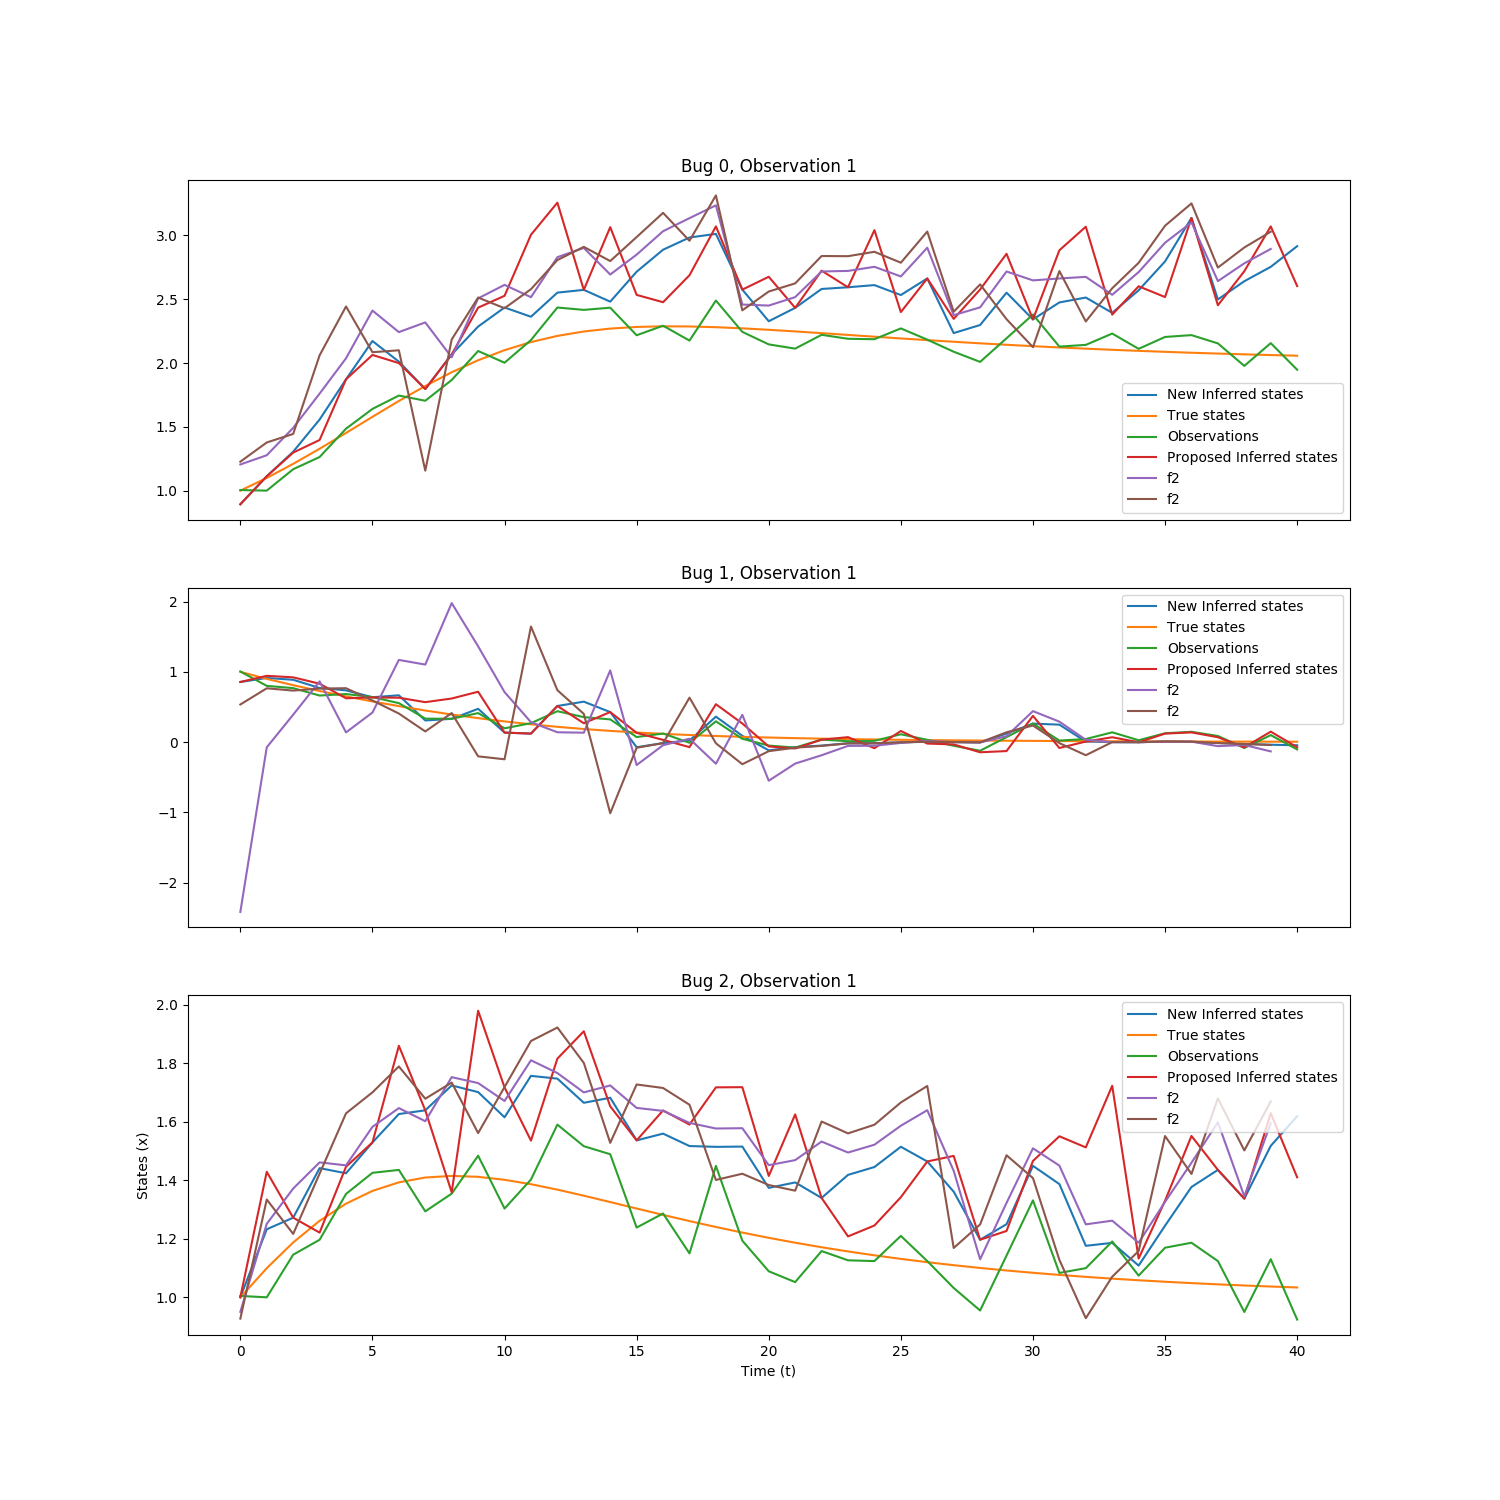 Bug 0, Observation 1
3.0
2.5
2.0
1.5
1.0
New Inferred states
True states
Observations
Proposed Inferred states
f2
f2
Bug 1, Observation 1
2
1
0
−1
−2
New Inferred states
True states
Observations
Proposed Inferred states
f2
f2
Bug 2, Observation 1
2.0
1.8
1.6
1.4
1.2
1.0
States (x)
New Inferred states
True states
Observations
Proposed Inferred states
f2
f2
0 5 10 15 20 25 30 35 40
Time (t)